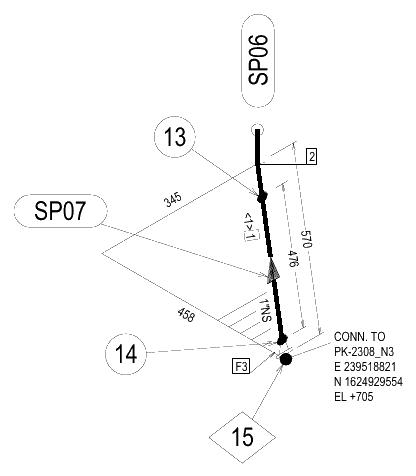 SP06
13
2
345
SP07
<1>1
570
476
458
1"NS
14
F3
CONN. TO
PK-2308_N3
E 239518821
N 1624929554
EL +705
15